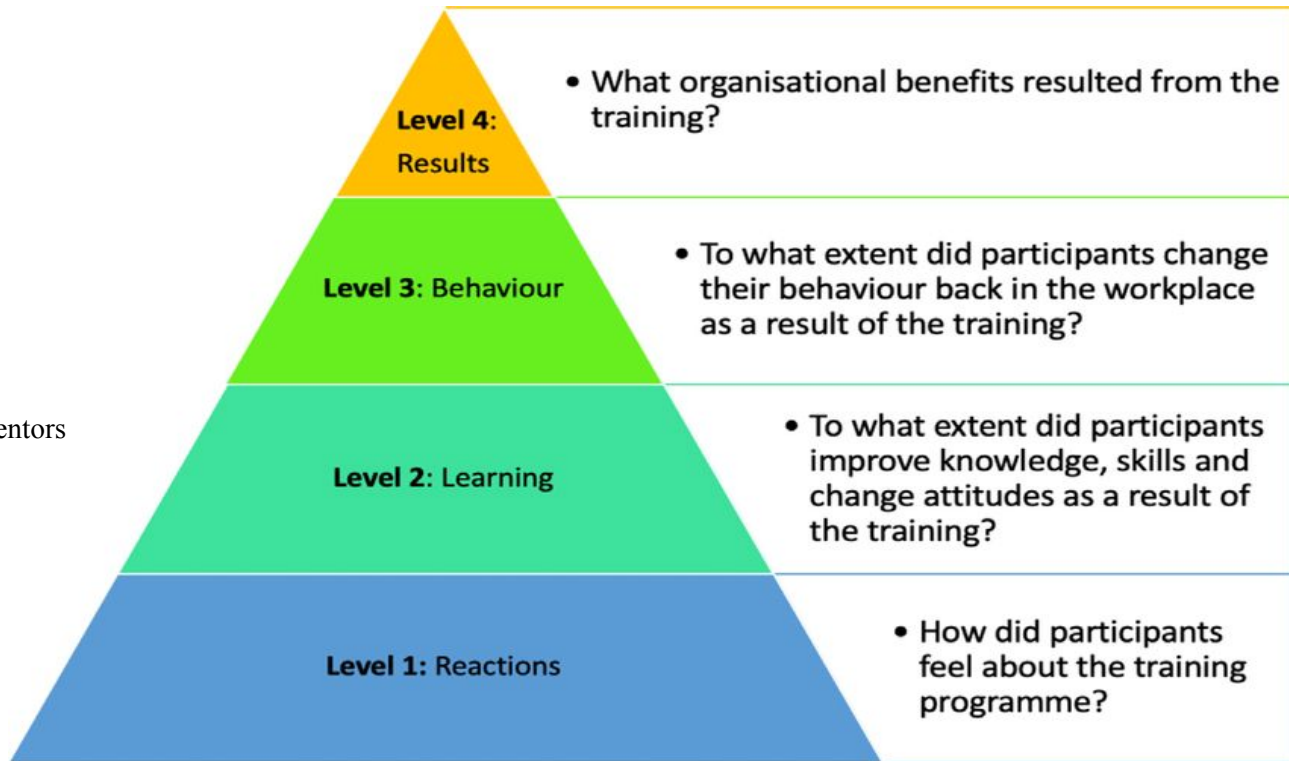 Level 4:
Results
• What organisational benefits resulted from the
training?
Level 3: Behaviour
• To what extent did participants change
their behaviour back in the workplace
as a result of the training?
entors
Level 2: Learning
• To what extent did participants
improve knowledge, skills and
change attitudes as a result of
the training?
Level 1: Reactions
• How did participants
feel about the training
programme?